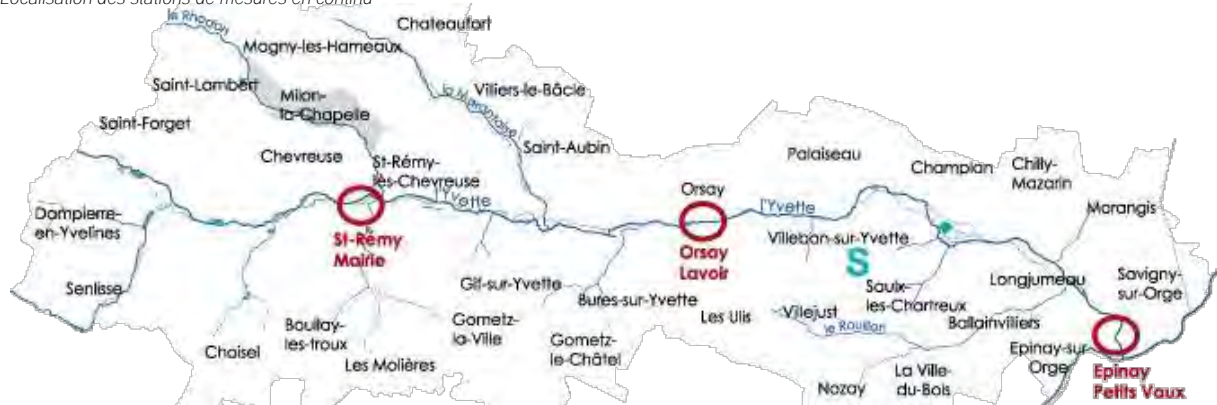 Localisation des stations de mesures en continu
le Rhodon
Chateaufort
Magny-les-Hameaux
Saint-Lambert
Milon-
la-Chapelle
la Mérantaise
Villiers-le-Bâcle
Saint-Forget
Saint-Aubin
Chevreuse
St-Rémy-
lès-Chevreuse
Palaiseau
Champlan
Chilly-
Mazarin
Orsay
l'Yvette
l'Yvette
Morangis
Dampierre-
en-Yvelines
St-Rémy
Mairie
Orsay
Lavoir
Villebon-sur-Yvette
S
Senlisse
Gif-sur-Yvette
Bures-sur-Yvette
Saulx-
les-Chartreux
Longjumeau
Savigny-
sur-Orge
Les Ulis
Villejust
le Rouillon
Ballainvilliers
Boullay-
les-troux
Gometz-
la-Ville
Choisel
Les Molières
Gometz-
le-Châtel
Epinay-sur
Orge
Nozay
La Ville-
du-Bois
Epinay
Petits Vaux